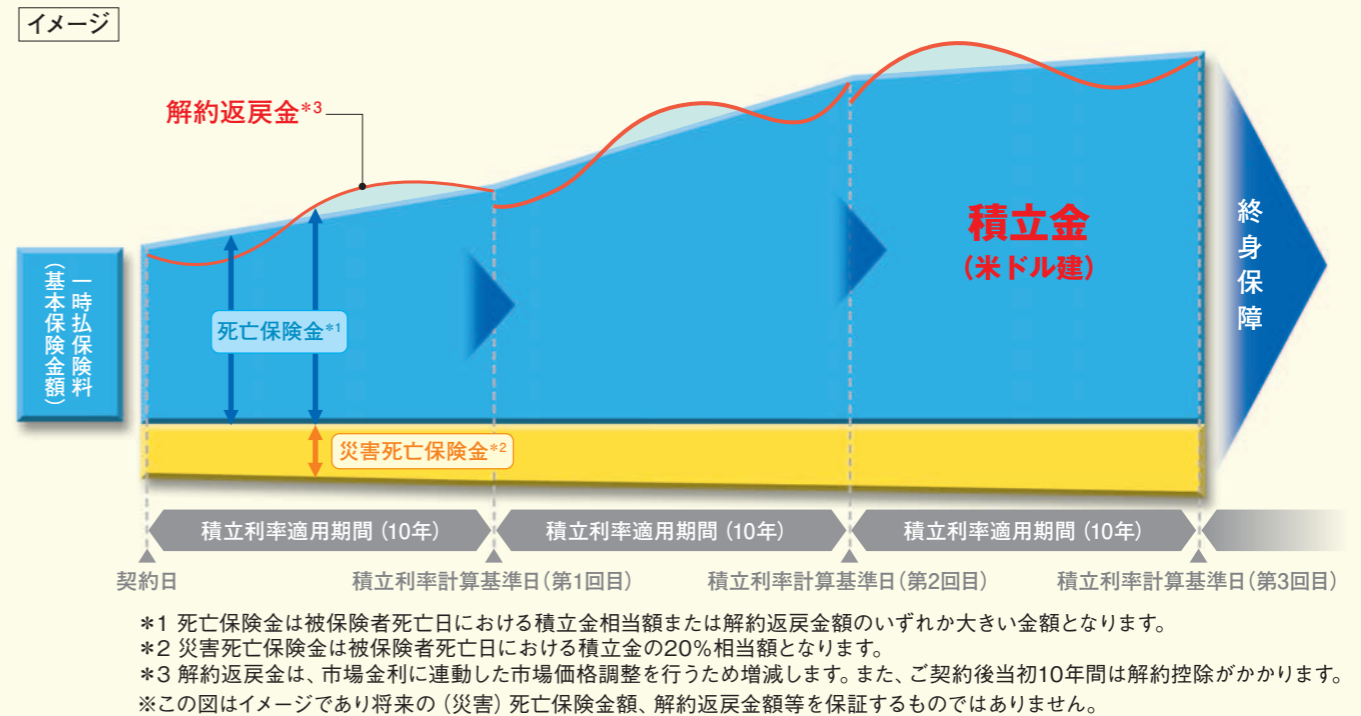 イメージ
解約返戻金*3
一時払保険料
(基本保険金額)
死亡保険金*1
災害死亡保険金*2
積立金
(米ドル建)
終身保障
積立利率適用期間(10年)
積立利率適用期間(10年)
積立利率適用期間(10年)
契約日
積立利率計算基準日(第1回目)
積立利率計算基準日(第2回目)
積立利率計算基準日(第3回目)
*1 死亡保険金は被保険者死亡日における積立金相当額または解約返戻金額のいずれか大きい金額となります。
*2 災害死亡保険金は被保険者死亡日における積立金の20%相当額となります。
*3 解約返戻金は、市場金利に連動した市場価格調整を行うため増減します。また、ご契約後当初10年間は解約控除がかかります。
※この図はイメージであり将来の(災害)死亡保険金額、解約返戻金額等を保証するものではありません。